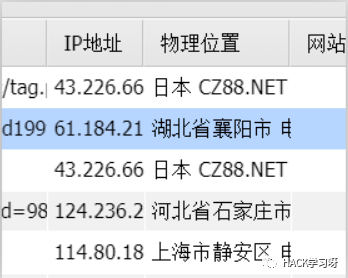 IP地址 物理位置 网站
/tag. 43.226.66 日本 CZ88.NET
d199 61.184.21 湖北省襄阳市
43.226.66 日本 CZ88.NET
d=98 124.236.2 河北省石家庄市
114.80.18 上海市静安区
HACK学习呀